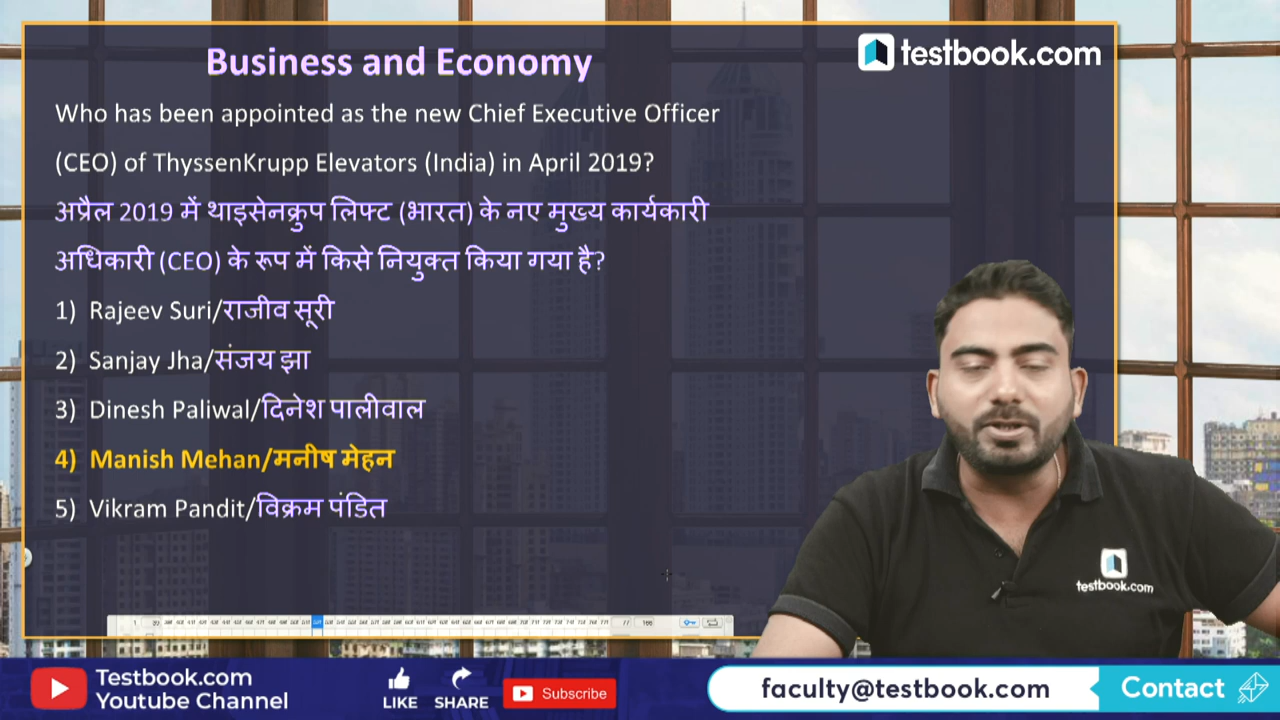 Business and Economy
testbook.com
Who has been appointed as the new Chief Executive Officer
(CEO) of ThyssenKrupp Elevators (India) in April 2019?
अप्रैल 2019 में थाइसेनक्रुप लिफ्ट (भारत) के नए मुख्य कार्यकारी
अधिकारी (CEO) के रूप में किसे नियुक्त किया गया है?
1) Rajeev Suri/राजीव सूरी
2) Sanjay Jha/संजय झा
3) Dinesh Paliwal/दिनेश पालीवाल
4) Manish Mehan/मनीष मेहन
5) Vikram Pandit/विक्रम पंडित
testbook.com
Testbook.com
Youtube Channel
LIKE
SHARE
Subscribe
faculty@testbook.com
Contact